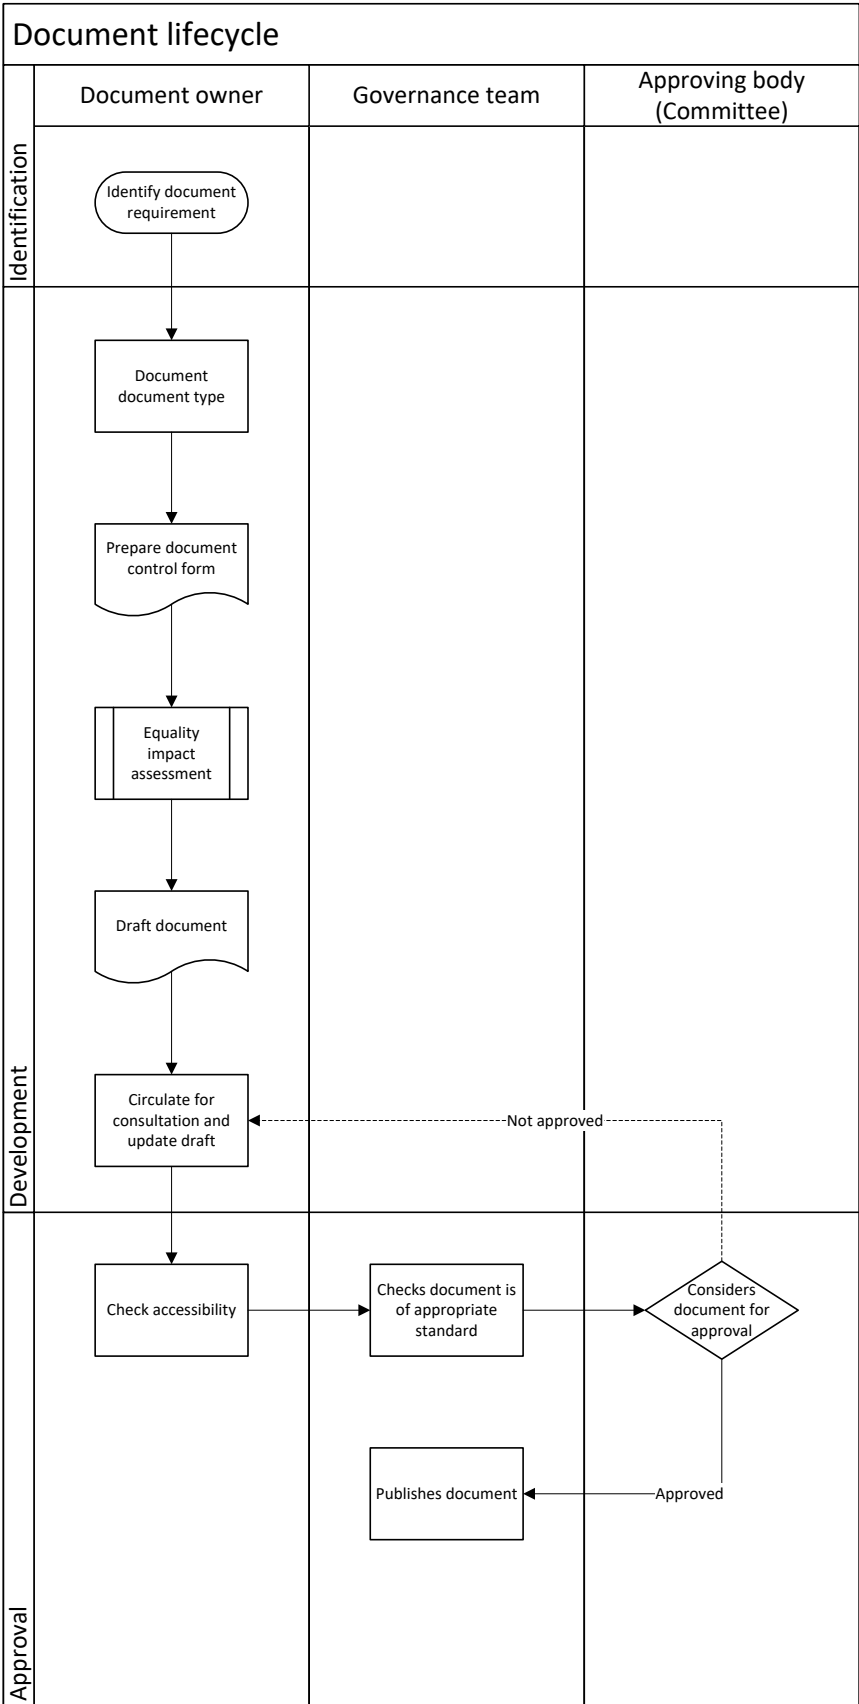 Document lifecycle
Document owner
Governance team
Approving body
(Committee)
Identification
Identify document
requirement
Development
Document
document type
Prepare document
control form
Equality
impact
assessment
Draft document
Circulate for
consultation and
update draft
Not approved
Approval
Check accessibility
Checks document is
of appropriate
standard
Considers
document for
approval
Publishes document
Approved